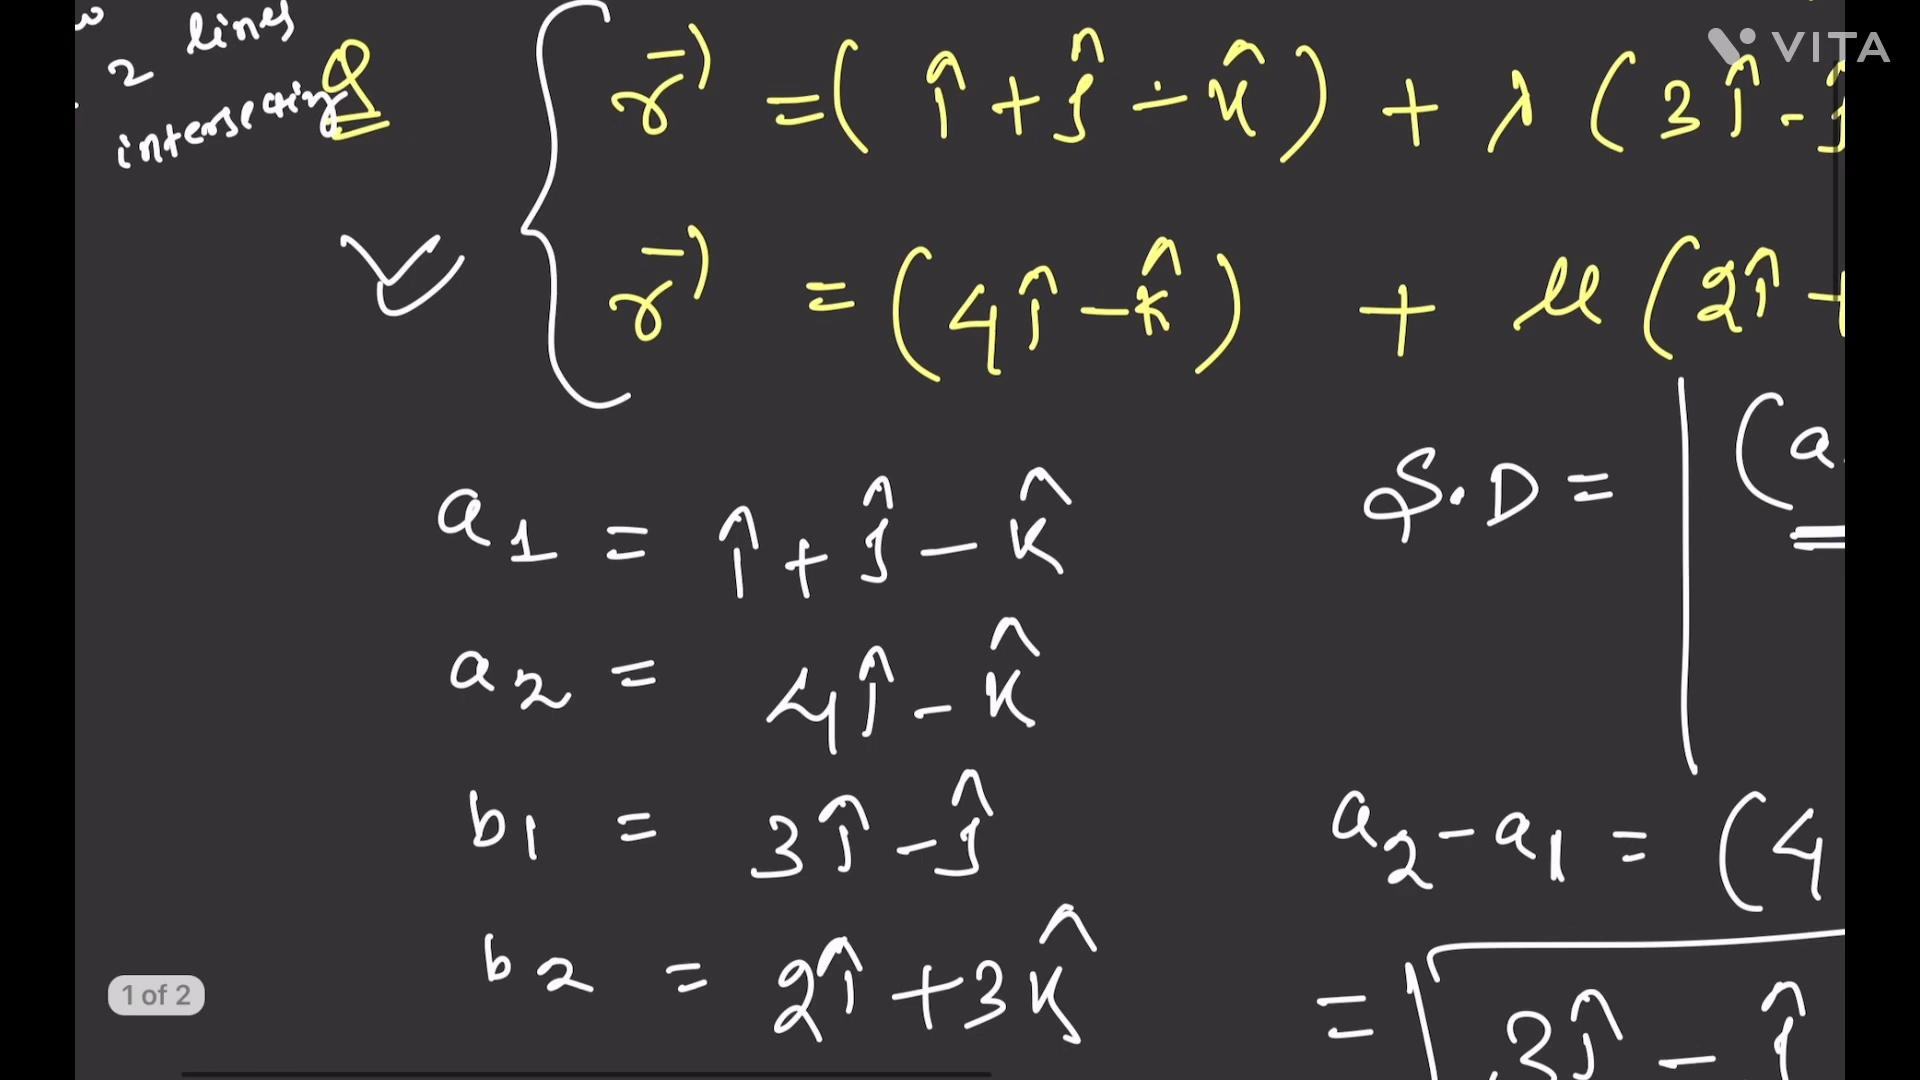 2 lines
intersecting
Q
r⃗ = (î + ĵ - k̂) + λ (3î - ĵ
r⃗ = (4î - k̂) + μ (2î +
a1 = î + ĵ - k̂
a2 = 4î - k̂
b1 = 3î - ĵ
b2 = 2î + 3k̂
S.D = | (a
a2 - a1 = (4
= 3î - ĵ
VITA
1 of 2